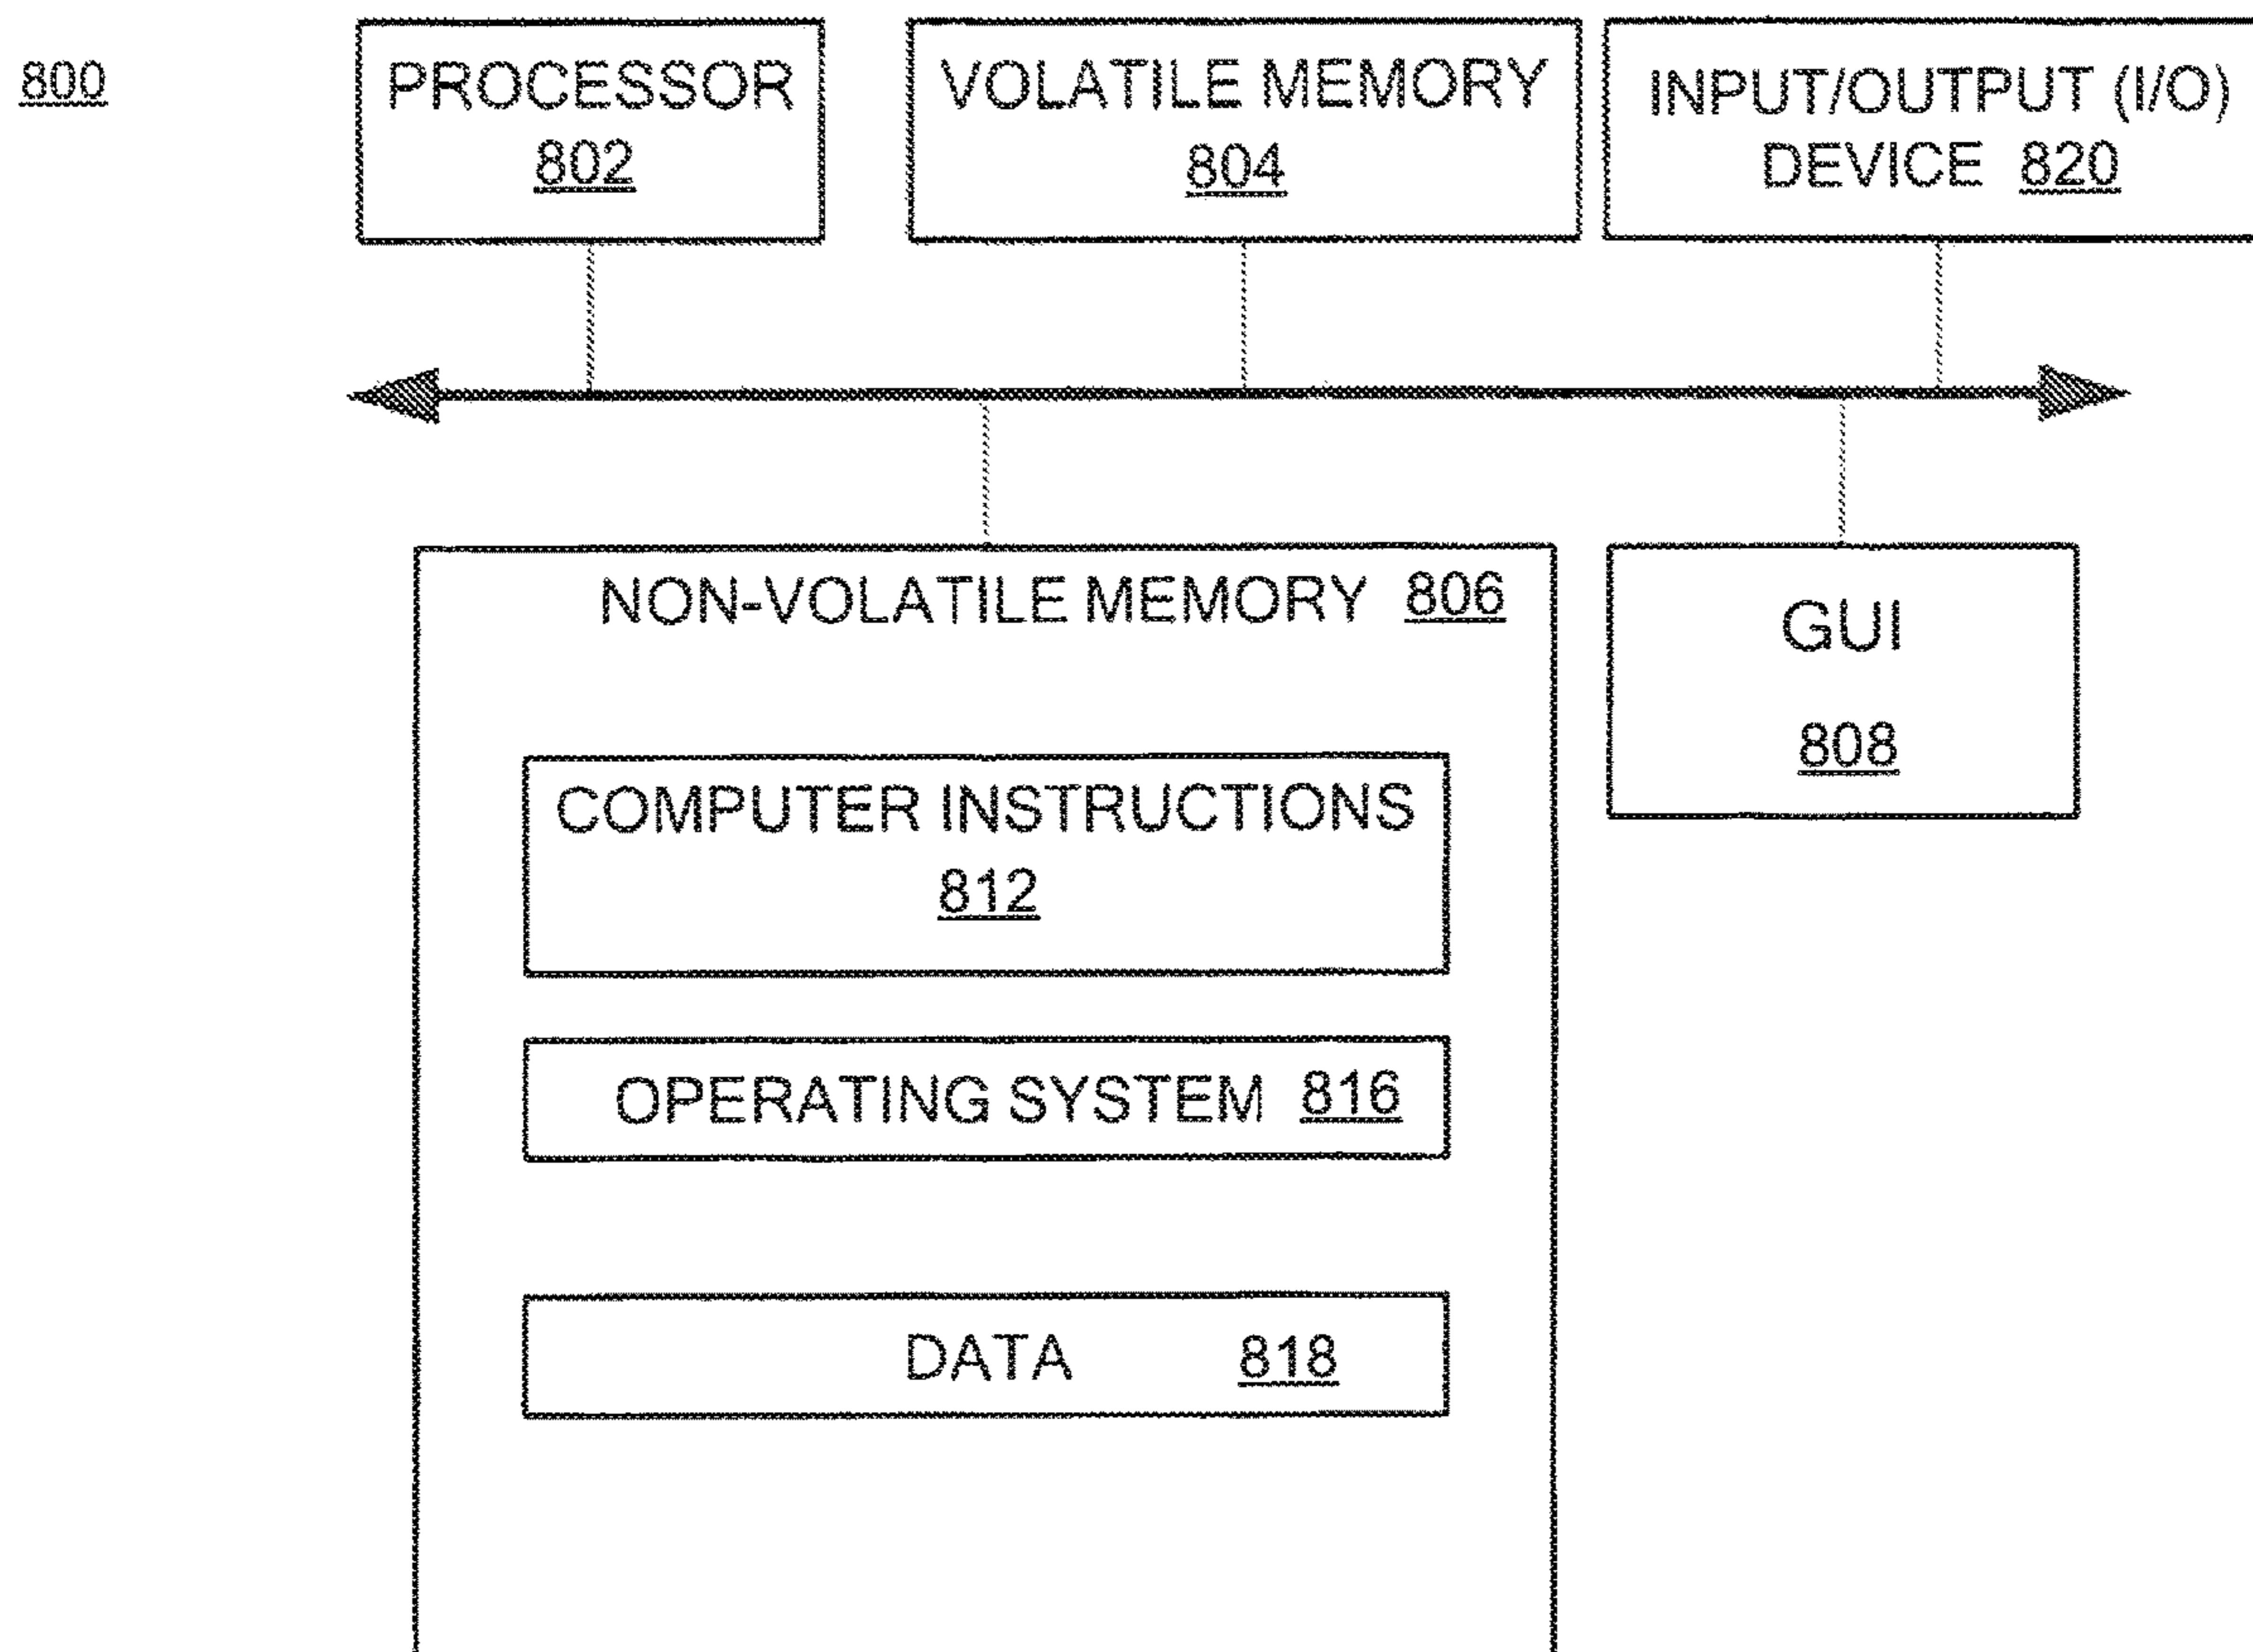 800
PROCESSOR
802
VOLATILE MEMORY
804
INPUT/OUTPUT (I/O)
DEVICE 820
NON-VOLATILE MEMORY 806
COMPUTER INSTRUCTIONS
812
OPERATING SYSTEM 816
DATA 818
GUI
808